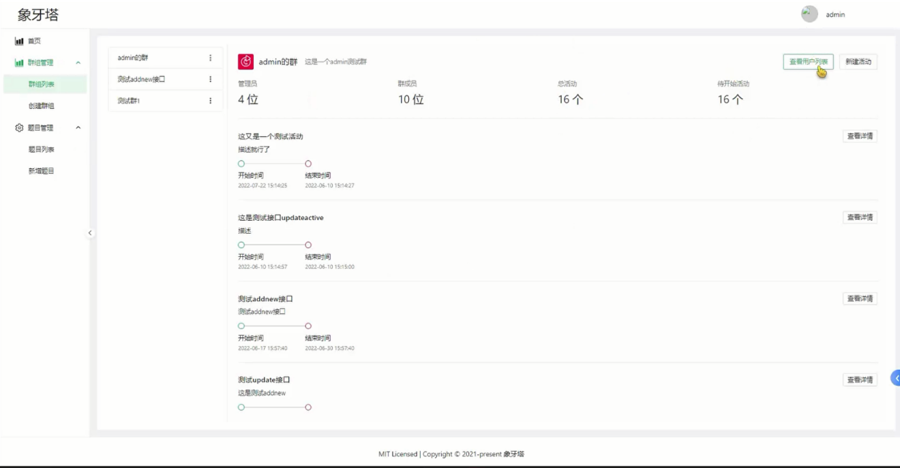 象牙塔
admin
首页
群组管理
群组列表
创建群组
题目管理
题目列表
新增题目
admin的群
测试addnew接口
测试群1
admin的群 这是一个admin测试群
查看用户列表 新建活动
管理员 群成员 总活动 待开始活动
4 位 10 位 16 个 16 个
这又是一个测试活动 查看详情
描述就行了
开始时间 结束时间
2022-07-22 15:14:25 2022-06-10 15:14:27
这是测试接口updateactive 查看详情
描述
开始时间 结束时间
2022-06-10 15:14:57 2022-06-10 15:15:00
测试addnew接口 查看详情
测试addnew接口
开始时间 结束时间
2022-06-17 15:57:45 2022-06-30 15:57:40
测试update接口 查看详情
这是测试addnew
MIT Licensed | Copyright © 2021-present 象牙塔